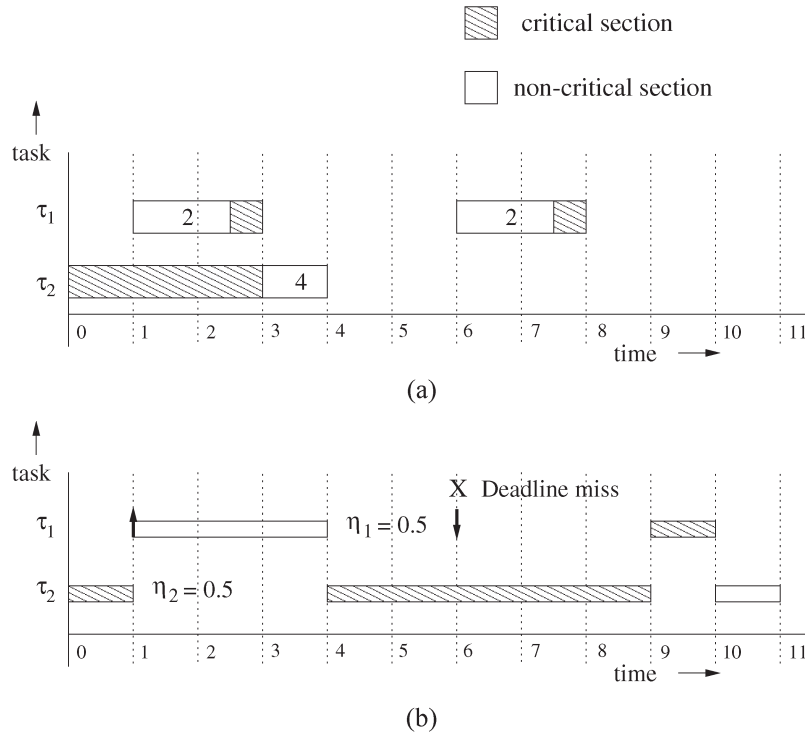 critical section
non-critical section
task
τ1 2 2
τ2 4
0 1 2 3 4 5 6 7 8 9 10 11
time
(a)
task
X Deadline miss
τ1 η1 = 0.5
τ2 η2 = 0.5
0 1 2 3 4 5 6 7 8 9 10 11
time
(b)